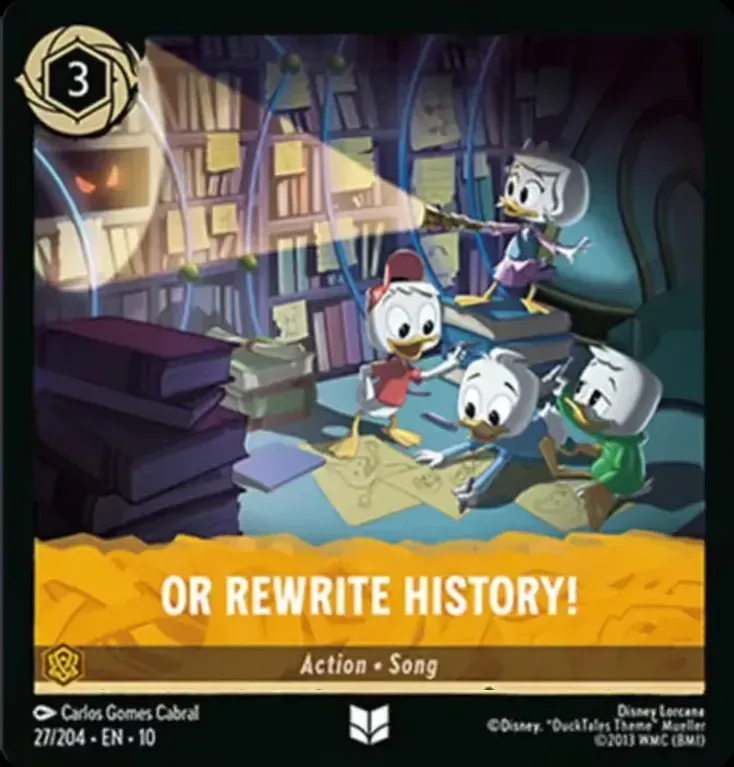 3
OR REWRITE HISTORY!
Action • Song
Carlos Gomes Cabral
27/204 • EN • 10
Disney Lorcana
©Disney. "DuckTales Theme" Mueller
©2013 WMC (BMI)